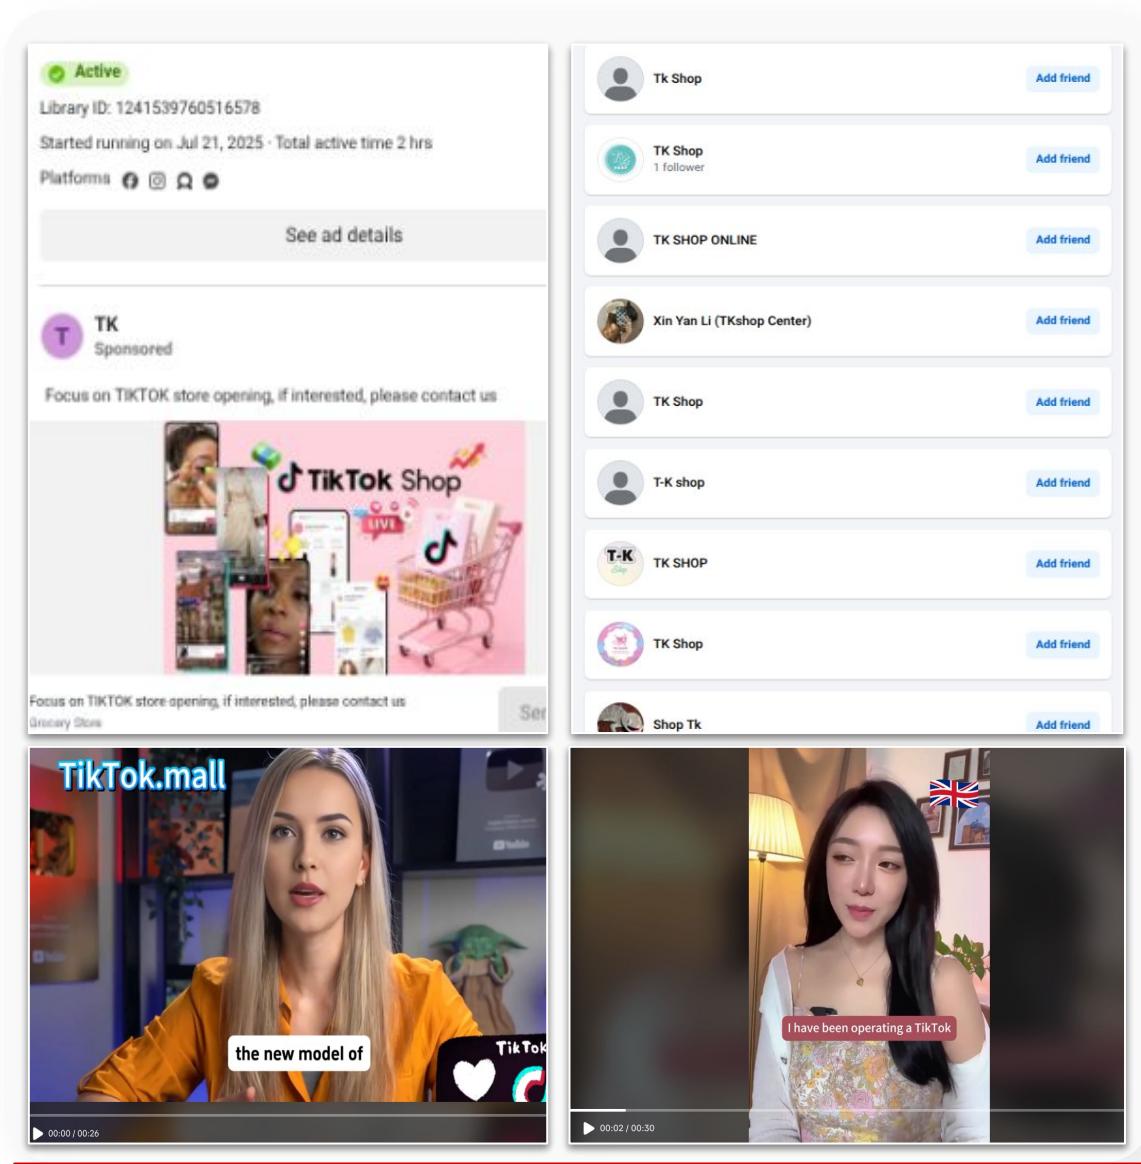 Active
Library ID: 1241539760516578
Started running on Jul 21, 2025 · Total active time 2 hrs
Platforms
See ad details
T
TK
Sponsored
Focus on TIKTOK store opening, if interested, please contact us
TikTok Shop
LIVE
Focus on TIKTOK store opening, if interested, please contact us
Grocery Store
Ser
Tk Shop
Add friend
TK Shop
1 follower
Add friend
TK SHOP ONLINE
Add friend
Xin Yan Li (TKshop Center)
Add friend
TK Shop
Add friend
T-K shop
Add friend
T-K
Shop
TK SHOP
Add friend
TK Shop
Add friend
Shop Tk
Add friend
TikTok.mall
YouTube
the new model of
TikTok
00:00 / 00:26
I have been operating a TikTok
00:02 / 00:30